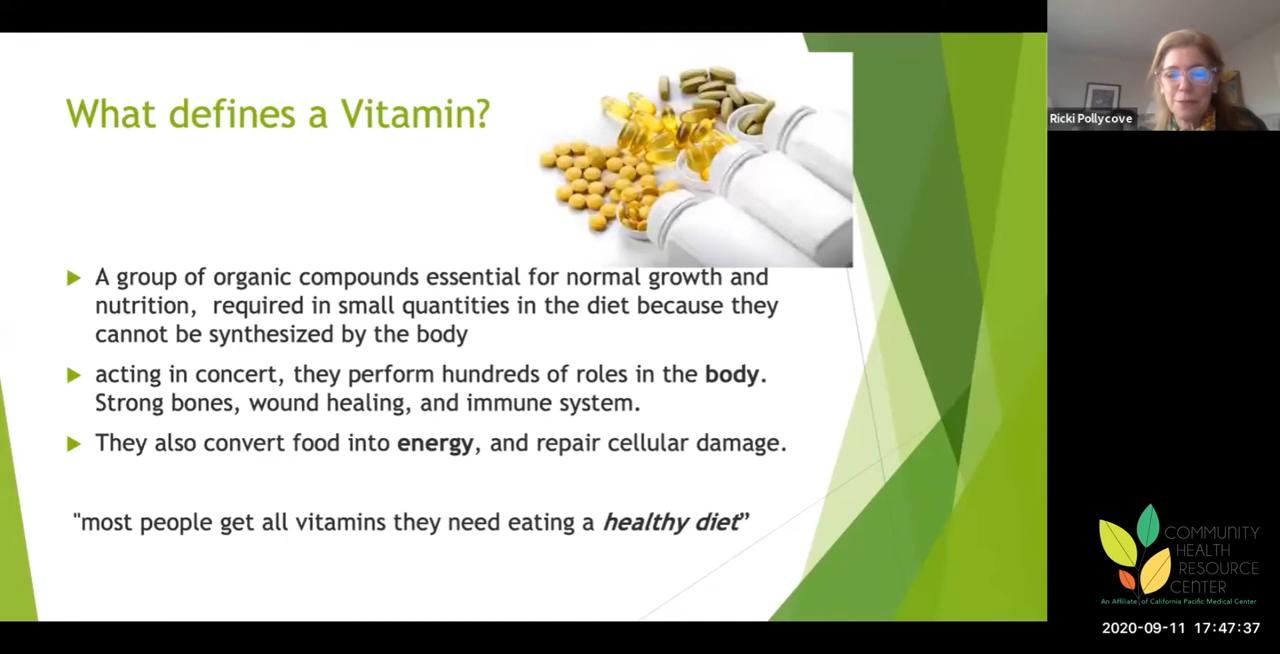 What defines a Vitamin?
A group of organic compounds essential for normal growth and
nutrition, required in small quantities in the diet because they
cannot be synthesized by the body
acting in concert, they perform hundreds of roles in the body.
Strong bones, wound healing, and immune system.
They also convert food into energy, and repair cellular damage.
"most people get all vitamins they need eating a healthy diet”
Ricki Pollycove
COMMUNITY
HEALTH
RESOURCE
CENTER
An Affiliate of California Pacific Medical Center
2020-09-11 17:47:37